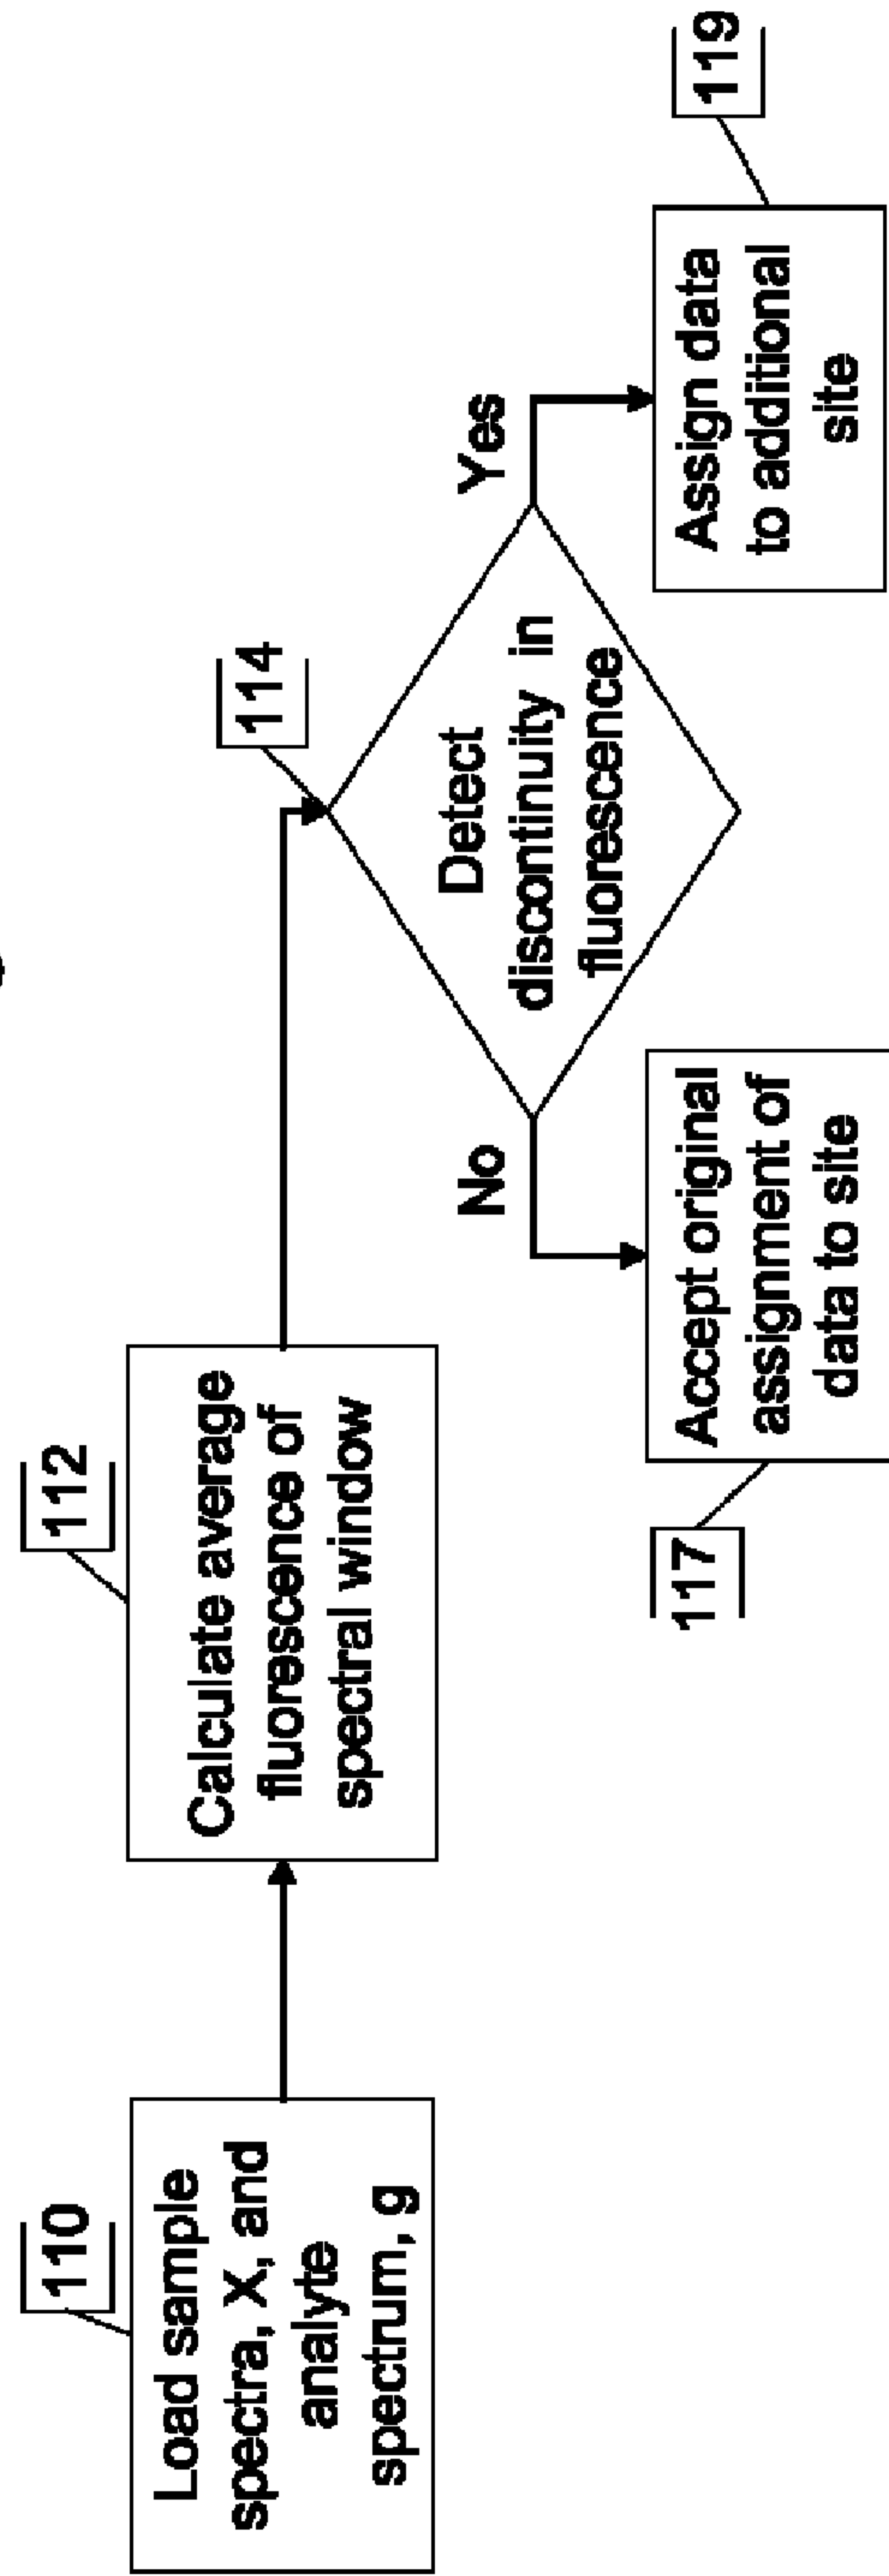 110
Load sample
spectra, X, and
analyte
spectrum, g
112
Calculate average
fluorescence of
spectral window
114
Detect
discontinuity in
fluorescence
No
Yes
117
Accept original
assignment of
data to site
119
Assign data
to additional
site